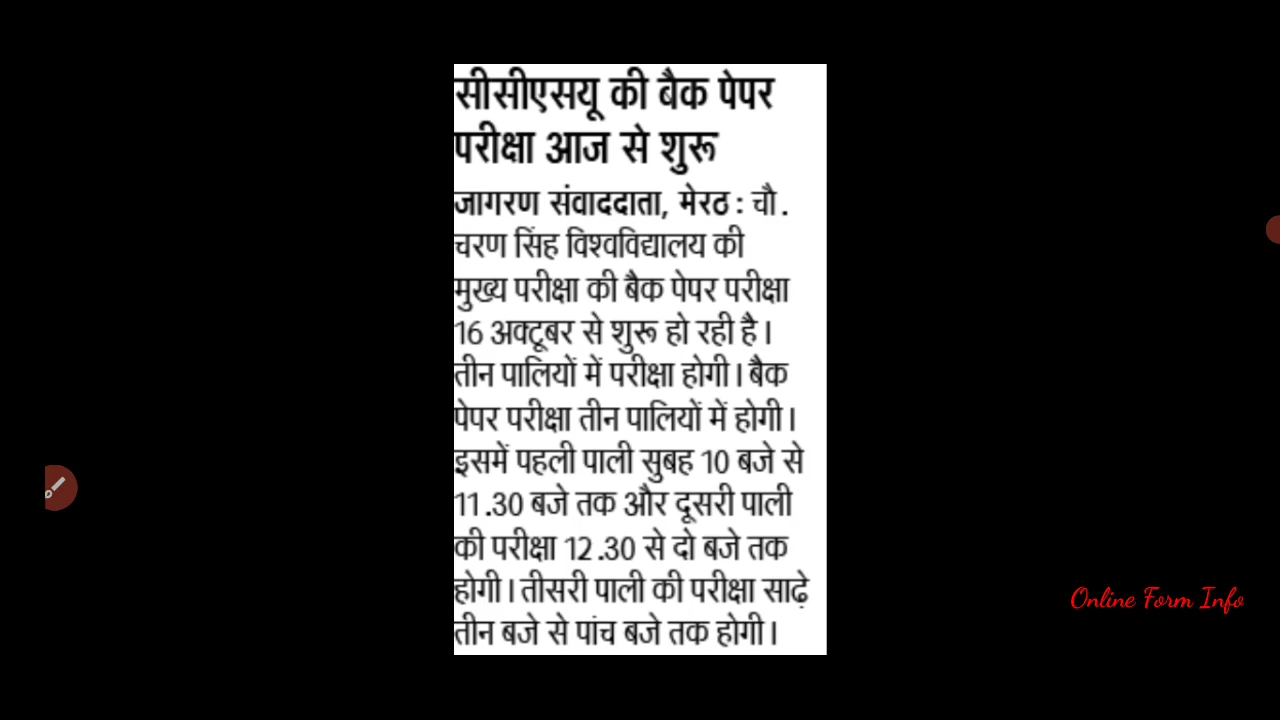 सीसीएसयू की बैक पेपर
परीक्षा आज से शुरू
जागरण संवाददाता, मेरठ : चौ.
चरण सिंह विश्वविद्यालय की
मुख्य परीक्षा की बैक पेपर परीक्षा
16 अक्टूबर से शुरू हो रही है।
तीन पालियों में परीक्षा होगी। बैक
पेपर परीक्षा तीन पालियों में होगी।
इसमें पहली पाली सुबह 10 बजे से
11.30 बजे तक और दूसरी पाली
की परीक्षा 12.30 से दो बजे तक
होगी। तीसरी पाली की परीक्षा साढ़े
तीन बजे से पांच बजे तक होगी।
Online Form Info